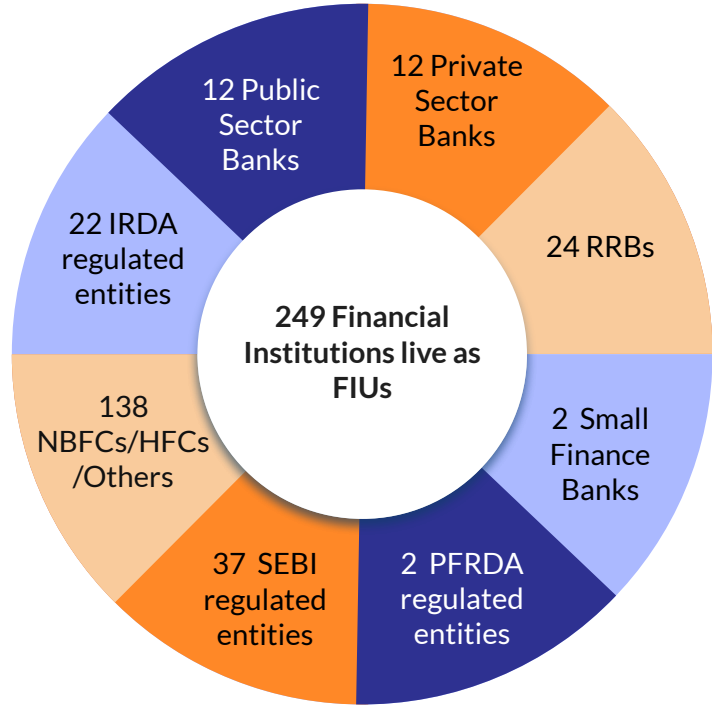 12 Public
Sector
Banks
12 Private
Sector
Banks
24 RRBs
2 Small
Finance
Banks
2 PFRDA
regulated
entities
37 SEBI
regulated
entities
138
NBFCs/HFCs
/Others
22 IRDA
regulated
entities
249 Financial
Institutions live as
FIUs